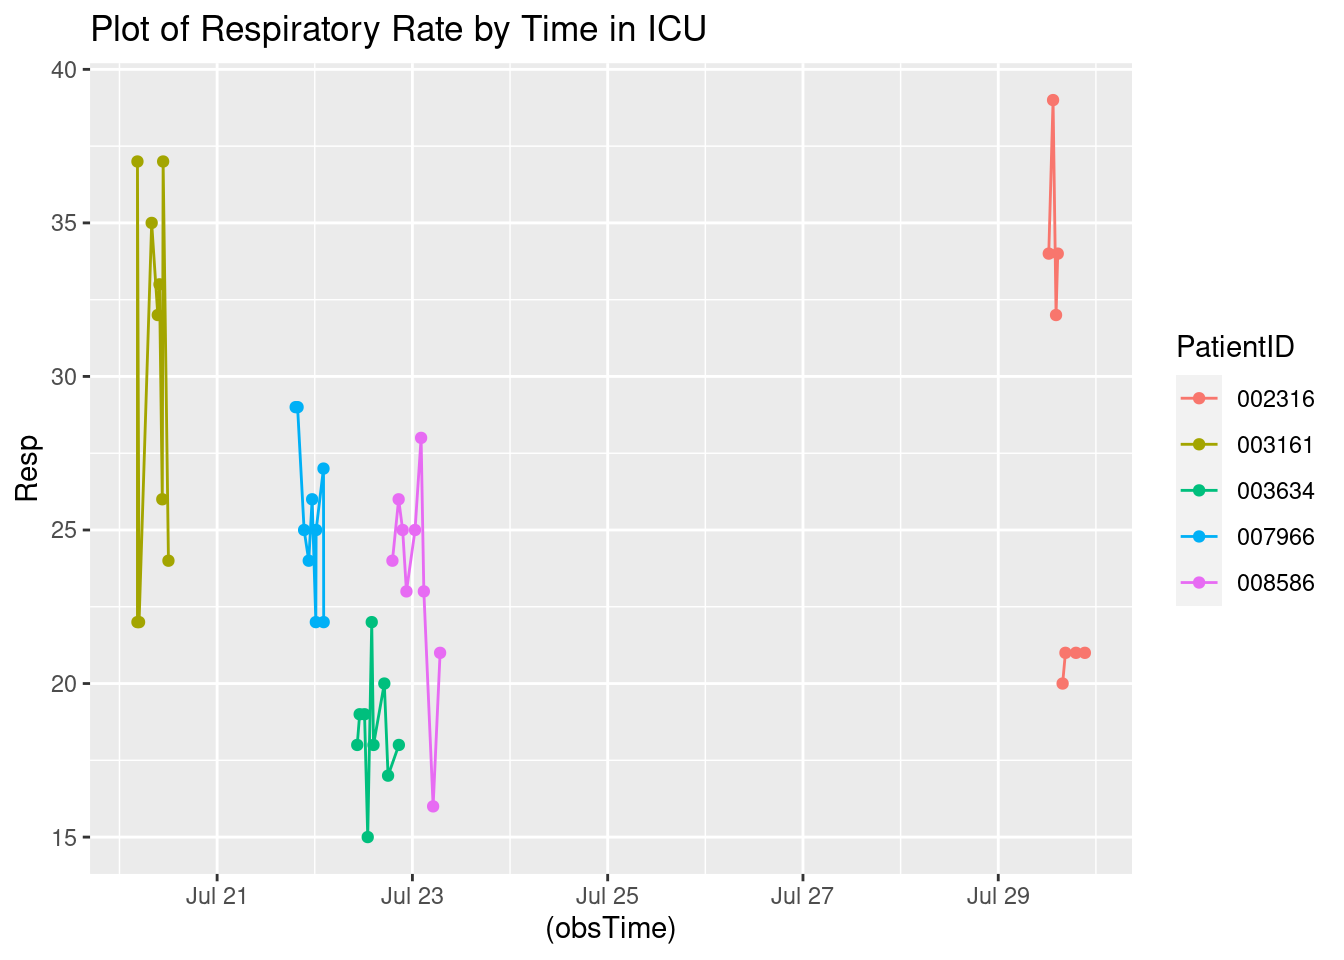 Plot of Respiratory Rate by Time in ICU
40
35
30
25
20
15
Resp
Jul 21 Jul 23 Jul 25 Jul 27 Jul 29
(obsTime)
PatientID
002316
003161
003634
007966
008586